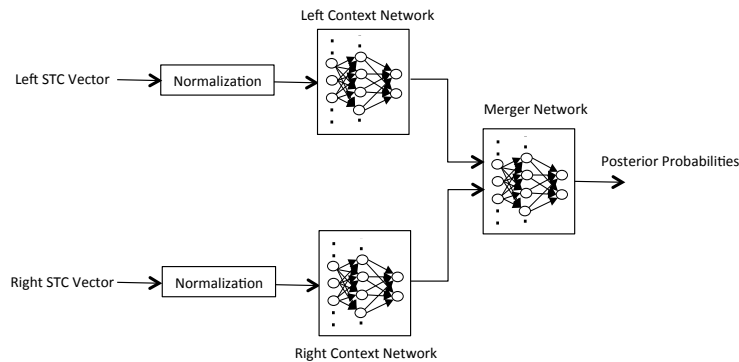 Left Context Network
Left STC Vector
Normalization
Merger Network
Posterior Probabilities
Right STC Vector
Normalization
Right Context Network